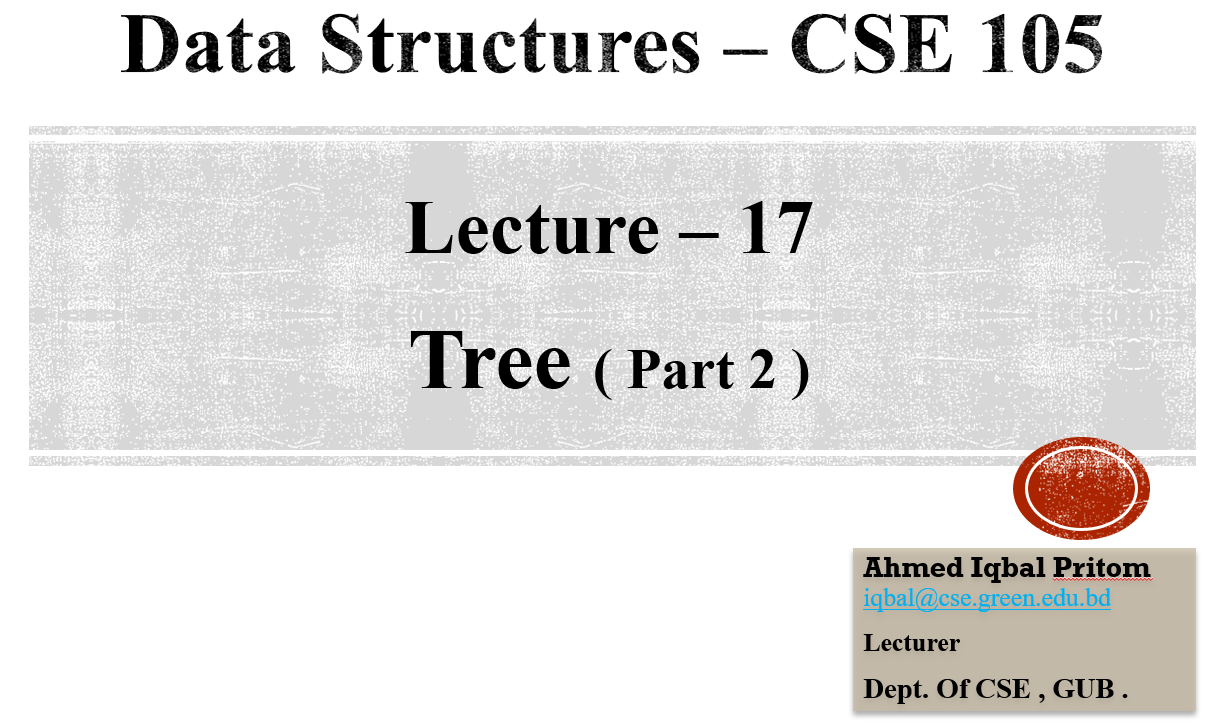 Data Structures – CSE 105
Lecture – 17
Tree ( Part 2 )
Ahmed Iqbal Pritom
iqbal@cse.green.edu.bd
Lecturer
Dept. Of CSE , GUB .